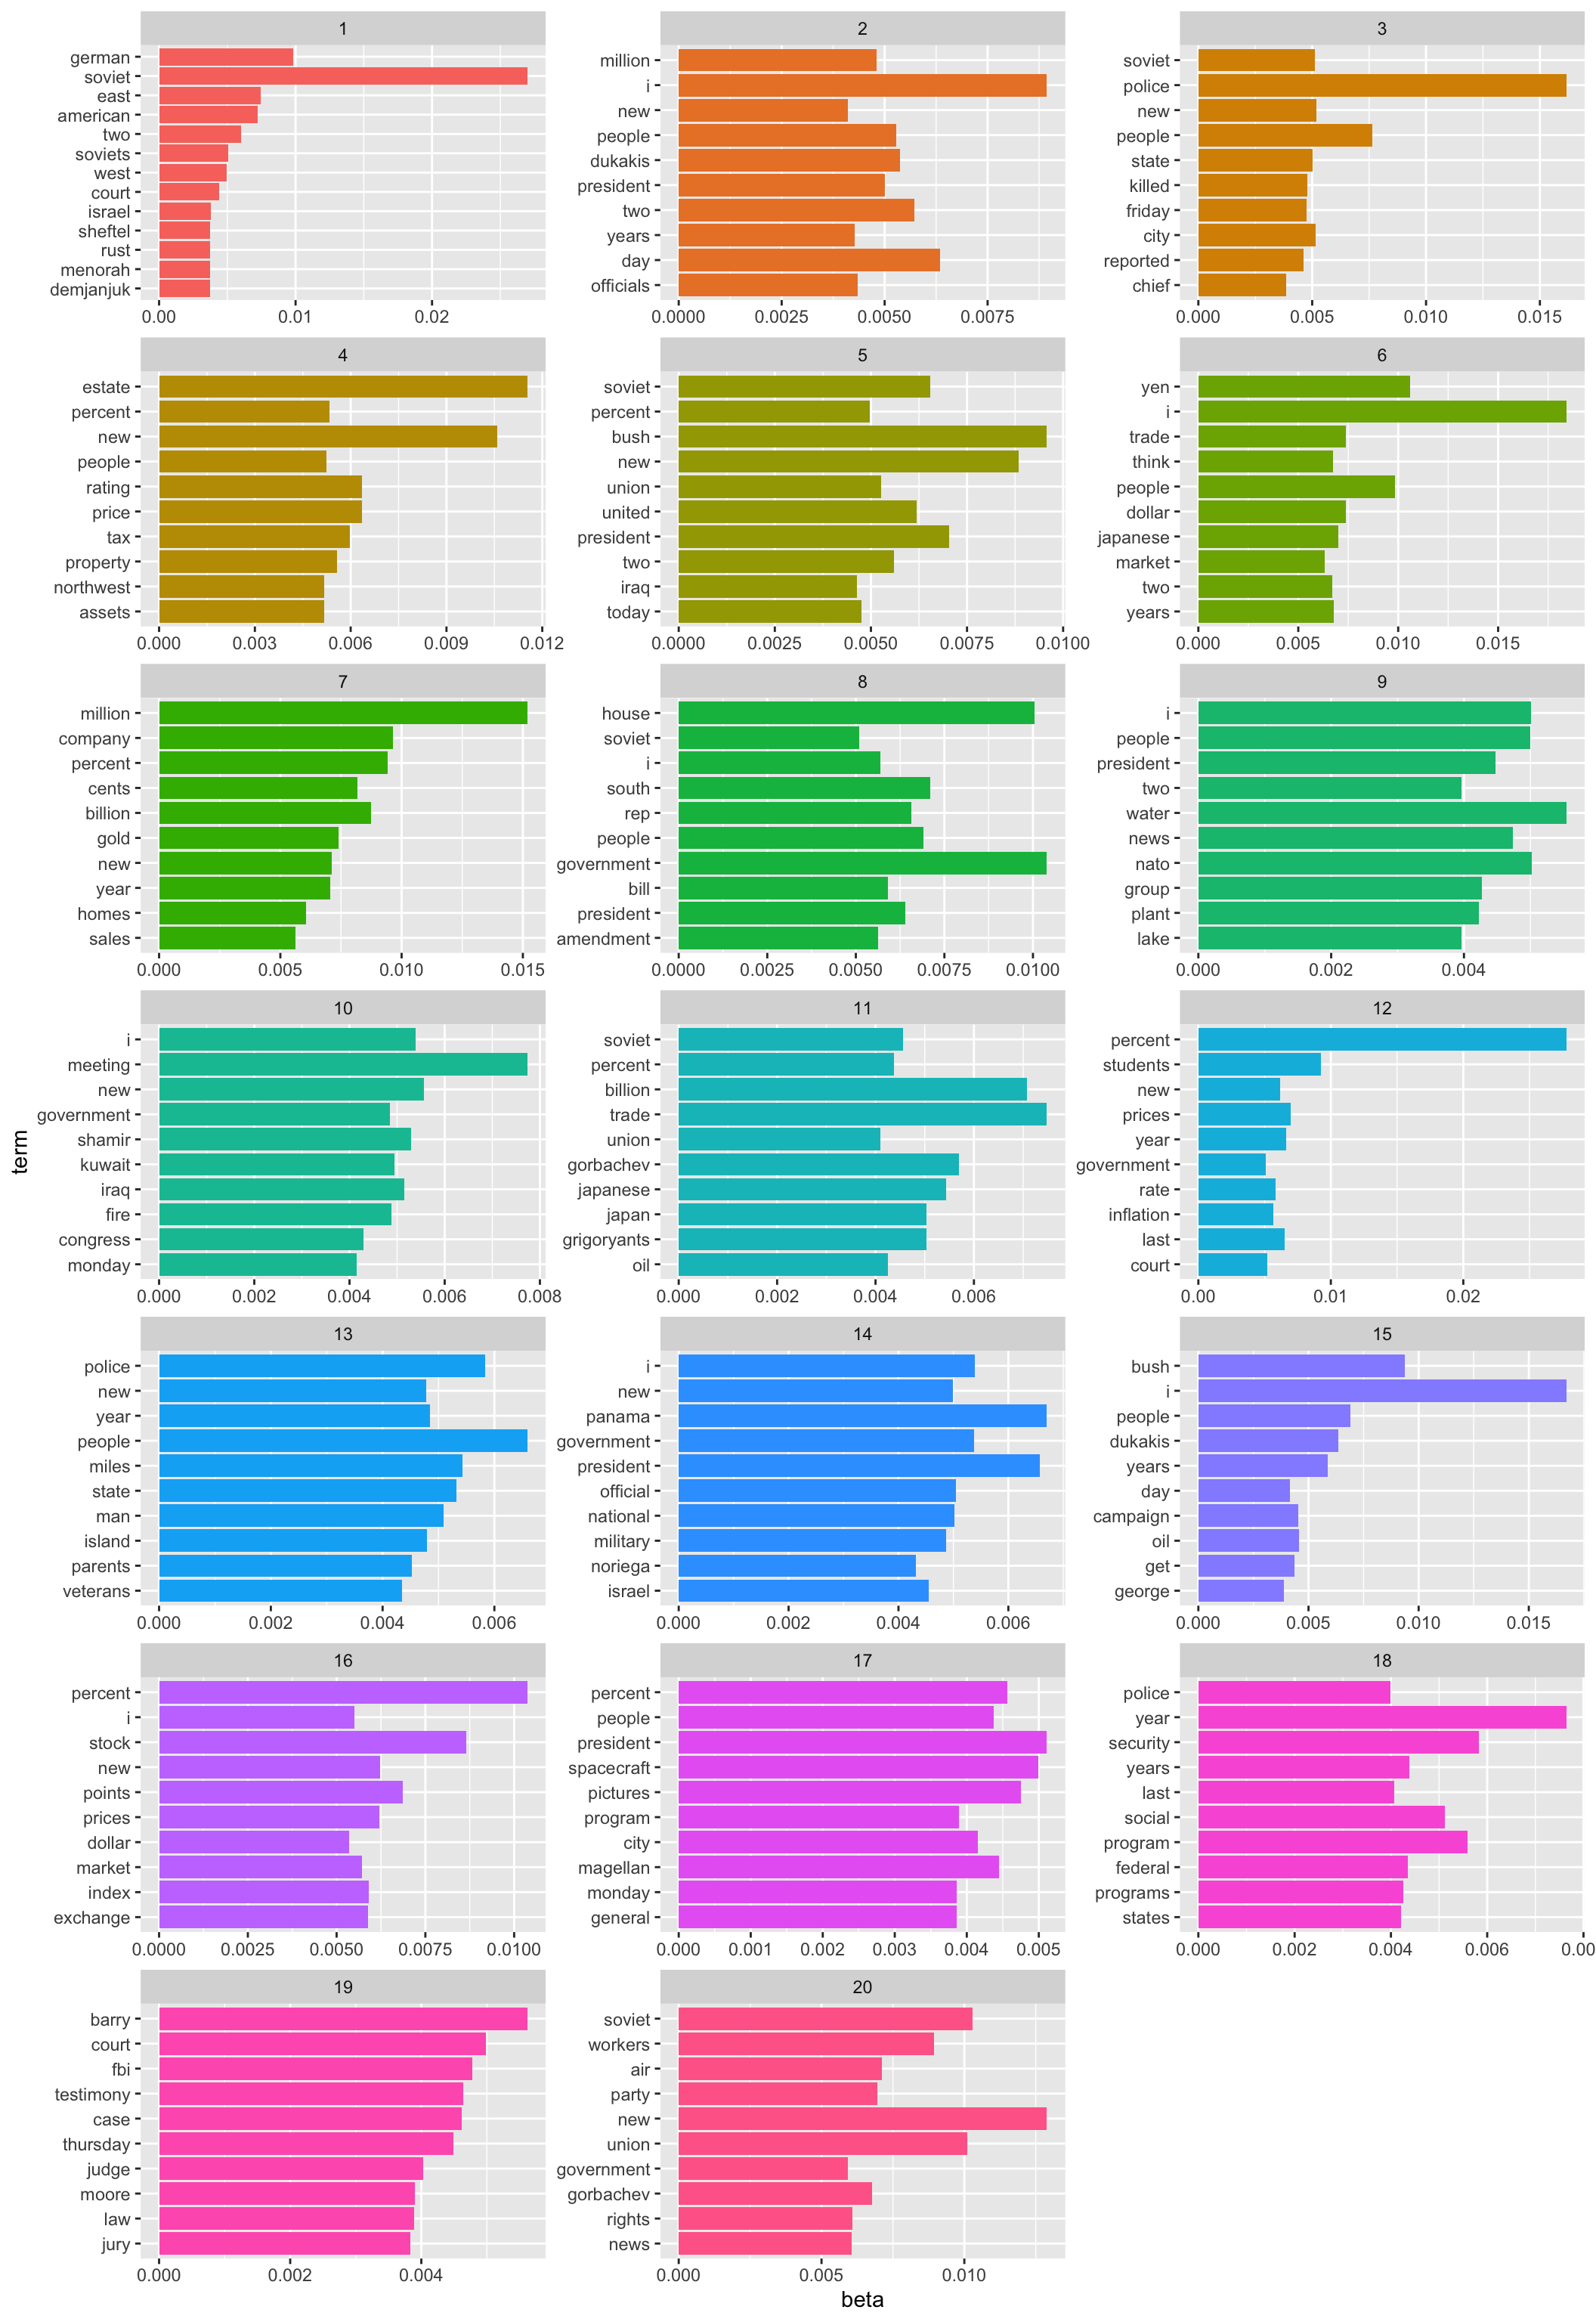 1
german
soviet
east
american
two
soviets
west
court
israel
sheftel
rust
menorah
demjanjuk
0.00 0.01 0.02
2
million
i
new
people
dukakis
president
two
years
day
officials
0.0000 0.0025 0.0050 0.0075
3
soviet
police
new
people
state
killed
friday
city
reported
chief
0.000 0.005 0.010 0.015
4
estate
percent
new
people
rating
price
tax
property
northwest
assets
0.000 0.003 0.006 0.009 0.012
5
soviet
percent
bush
new
union
united
president
two
iraq
today
0.0000 0.0025 0.0050 0.0075 0.0100
6
yen
i
trade
think
people
dollar
japanese
market
two
years
0.000 0.005 0.010 0.015
7
million
company
percent
cents
billion
gold
new
year
homes
sales
0.000 0.005 0.010 0.015
8
house
soviet
i
south
rep
people
government
bill
president
amendment
0.0000 0.0025 0.0050 0.0075 0.0100
9
i
people
president
two
water
news
nato
group
plant
lake
0.000 0.002 0.004
10
i
meeting
new
government
shamir
kuwait
iraq
fire
congress
monday
0.000 0.002 0.004 0.006 0.008
11
soviet
percent
billion
trade
union
gorbachev
japanese
japan
grigoryants
oil
0.000 0.002 0.004 0.006
12
percent
students
new
prices
year
government
rate
inflation
last
court
0.00 0.01 0.02
term
13
police
new
year
people
miles
state
man
island
parents
veterans
0.000 0.002 0.004 0.006
14
i
new
panama
government
president
official
national
military
noriega
israel
0.000 0.002 0.004 0.006
15
bush
i
people
dukakis
years
day
campaign
oil
get
george
0.000 0.005 0.010 0.015
16
percent
i
stock
new
points
prices
dollar
market
index
exchange
0.0000 0.0025 0.0050 0.0075 0.0100
17
percent
people
president
spacecraft
pictures
program
city
magellan
monday
general
0.000 0.001 0.002 0.003 0.004 0.005
18
police
year
security
years
last
social
program
federal
programs
states
0.000 0.002 0.004 0.006 0.00
19
barry
court
fbi
testimony
case
thursday
judge
moore
law
jury
0.000 0.002 0.004
20
soviet
workers
air
party
new
union
government
gorbachev
rights
news
0.000 0.005 0.010
beta